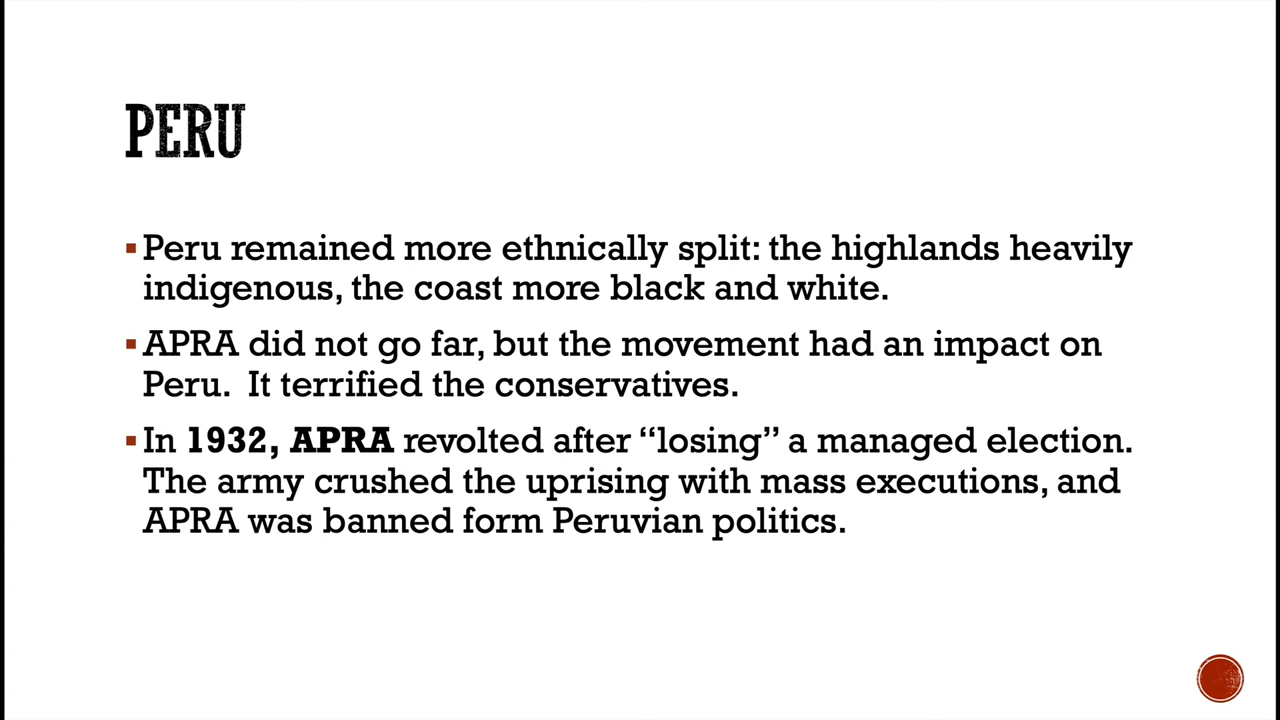 PERU
▪Peru remained more ethnically split: the highlands heavily
indigenous, the coast more black and white.
▪APRA did not go far, but the movement had an impact on
Peru.  It terrified the conservatives.
▪In 1932, APRA revolted after “losing” a managed election.
The army crushed the uprising with mass executions, and
APRA was banned form Peruvian politics.